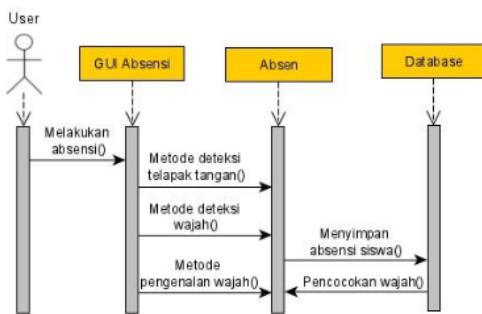 User
GUI Absensi
Absen
Database
Melakukan
absensi()
Metode deteksi
telapak tangan()
Metode deteksi
wajah()
Menyimpan
absensi siswa()
Metode
pengenalan wajah()
Pencocokan wajah()